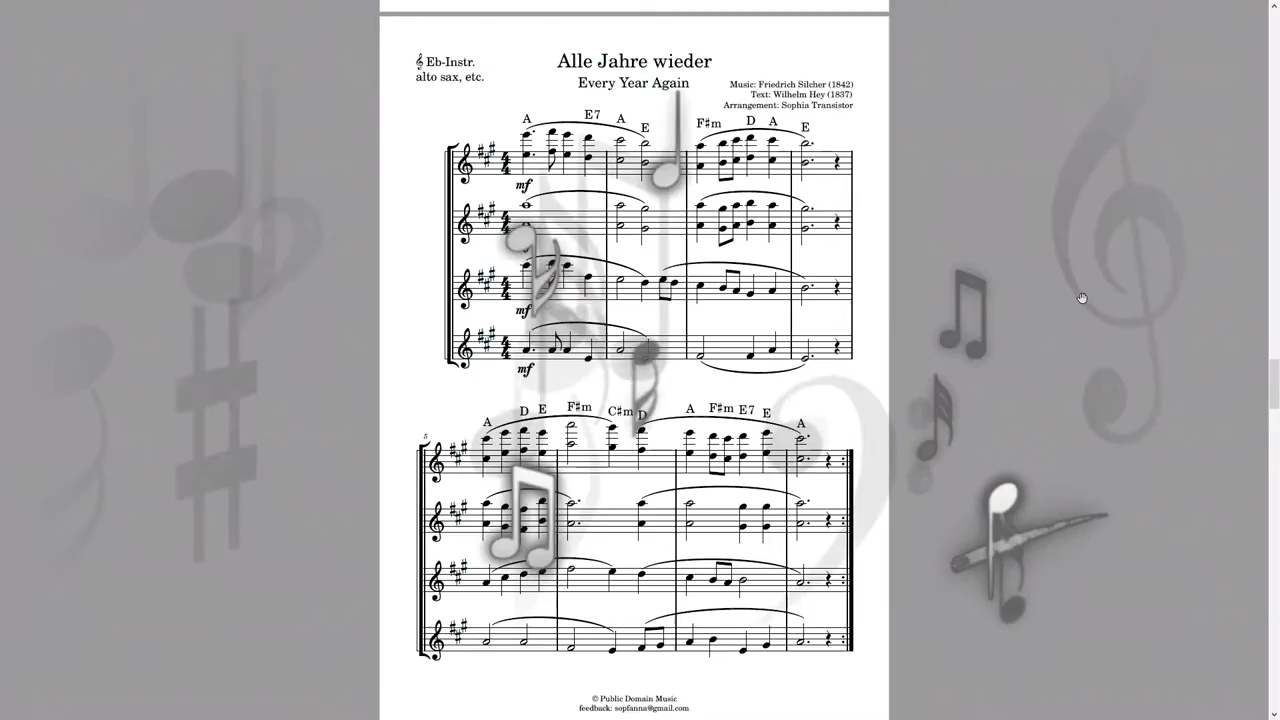 Eb-Instr.
alto sax, etc.
Alle Jahre wieder
Every Year Again
Music: Friedrich Silcher (1842)
Text: Wilhelm Hey (1837)
Arrangement: Sophia Transistor
A E7 A E F♯m D A E
mf
mf
mf
5
A D E F♯m C♯m D A F♯m E7 E A
© Public Domain Music
feedback: sopfanna@gmail.com